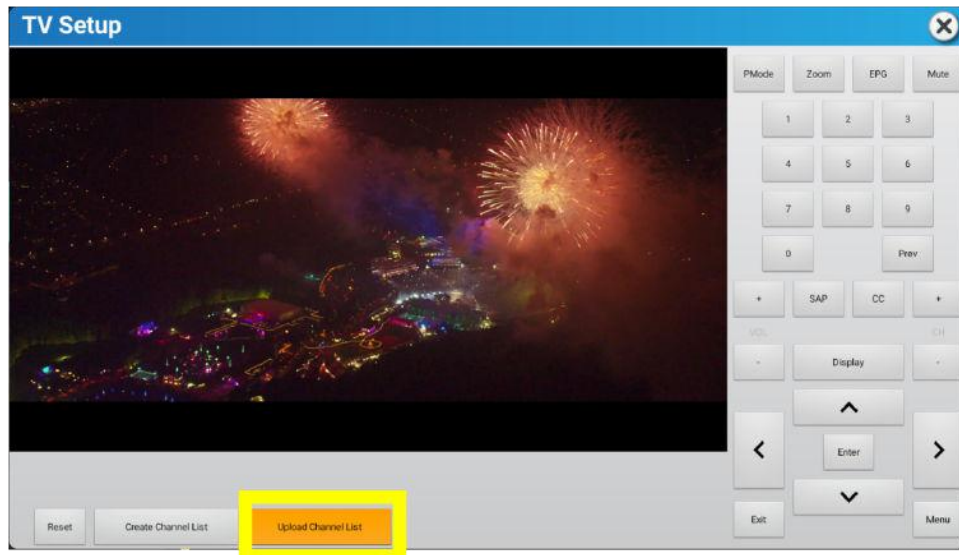 TV Setup
PMode Zoom EPG Mute
1 2 3
4 5 6
7 8 9
0 Prev
+ SAP CC +
VOL CH
- Display -
Enter
Reset Create Channel List Upload Channel List Exit Menu